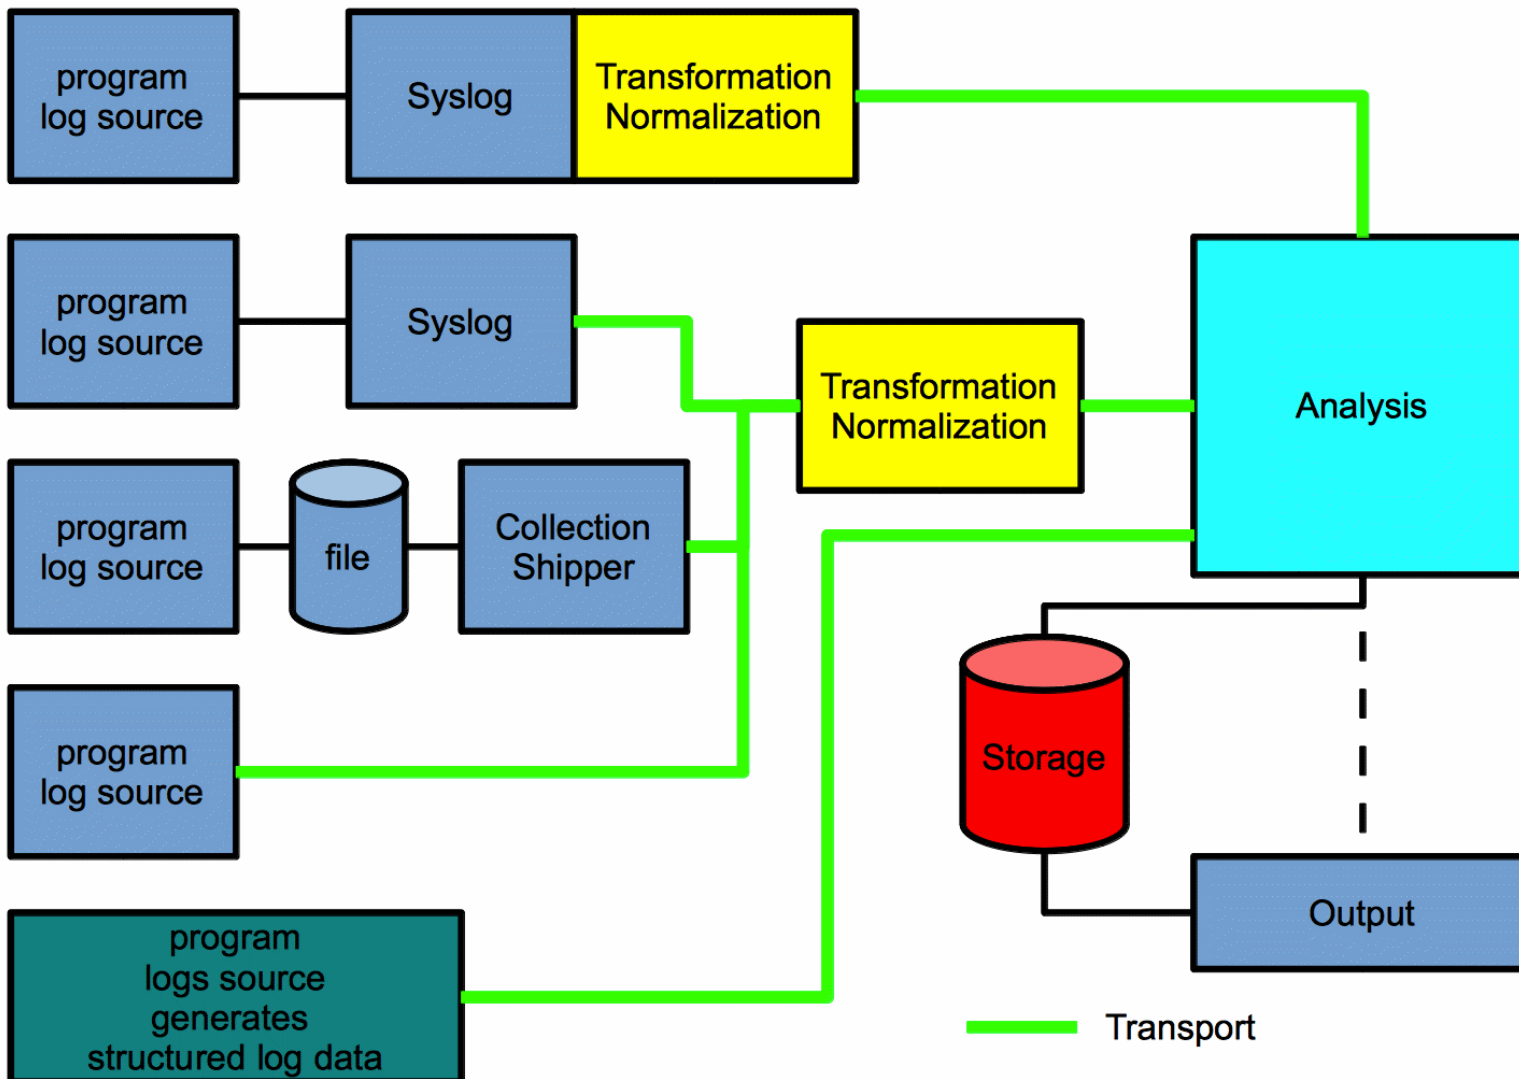 program
log source
Syslog
Transformation
Normalization
program
log source
Syslog
Transformation
Normalization
Analysis
program
log source
file
Collection
Shipper
program
log source
Storage
Output
program
logs source
generates
structured log data
Transport